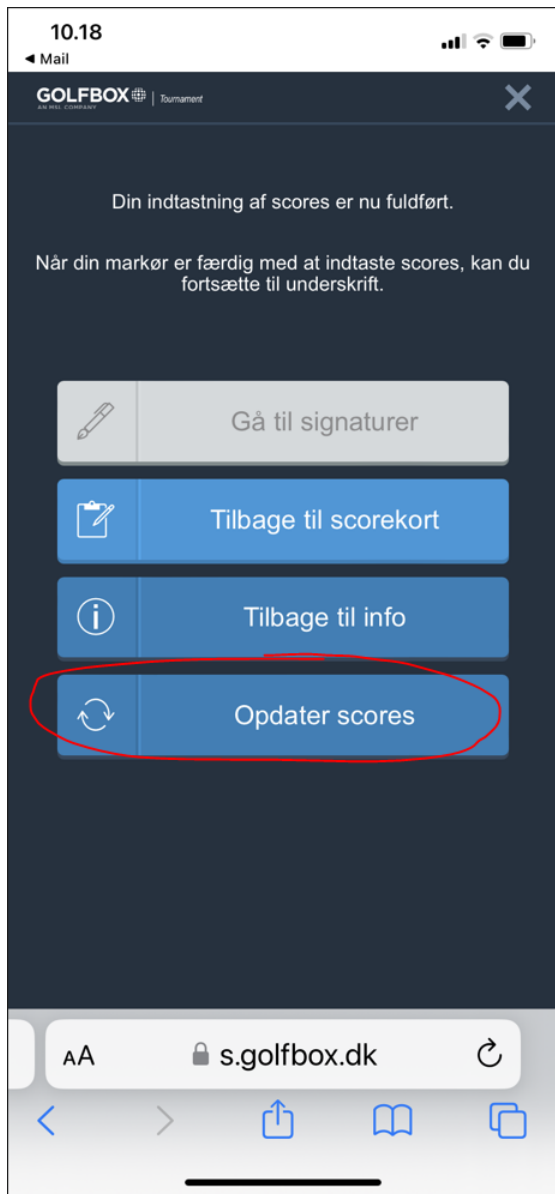 10.18
◀ Mail
GOLFBOX | Tournament
AN MSL COMPANY
Din indtastning af scores er nu fuldført.
Når din markør er færdig med at indtaste scores, kan du
fortsætte til underskrift.
Gå til signaturer
Tilbage til scorekort
Tilbage til info
Opdater scores
AA s.golfbox.dk